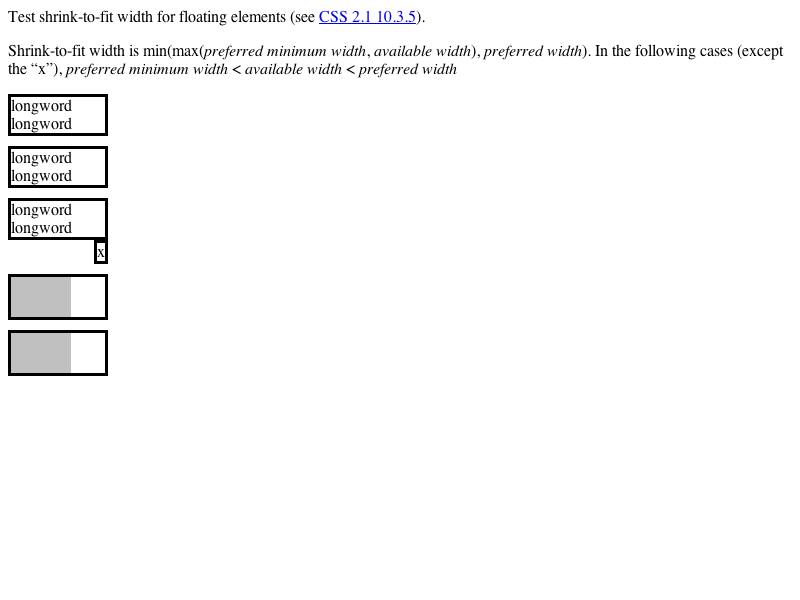 Test shrink-to-fit width for floating elements (see CSS 2.1 10.3.5).
Shrink-to-fit width is min(max(preferred minimum width, available width), preferred width). In the following cases (except
the “x”), preferred minimum width < available width < preferred width
longword
longword
longword
longword
longword
longword
x